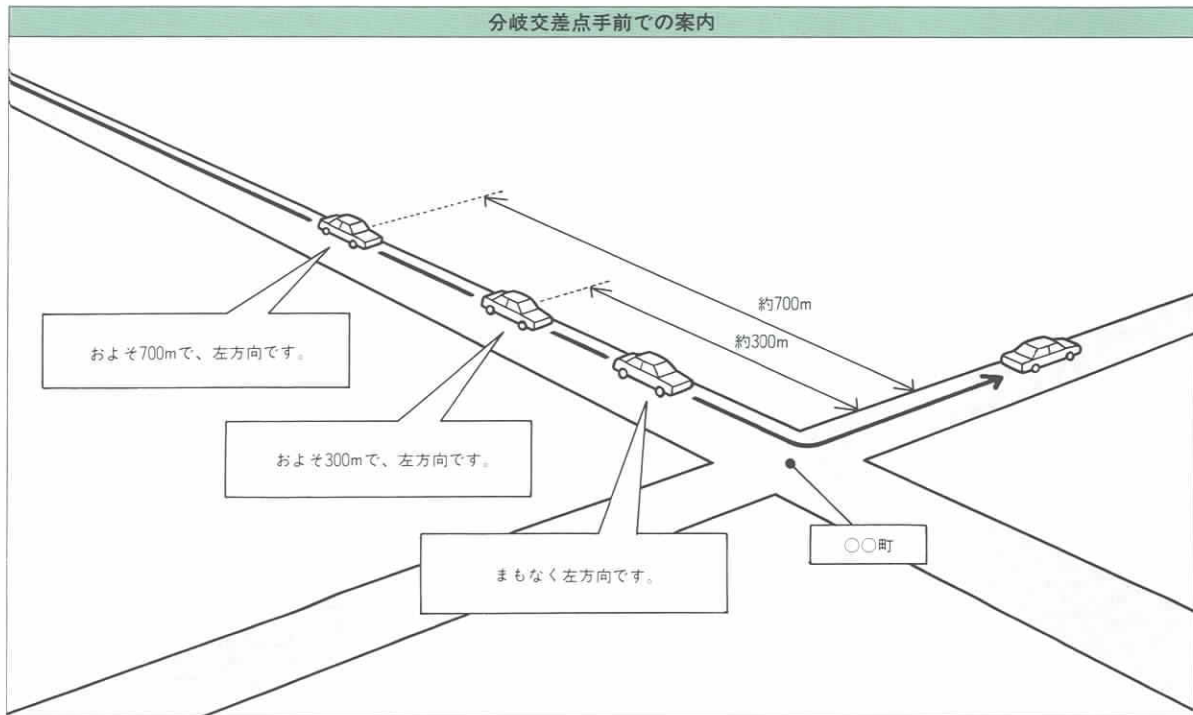 分岐交差点手前での案内
約700m
約300m
およそ700mで、左方向です。
およそ300mで、左方向です。
まもなく左方向です。
○○町